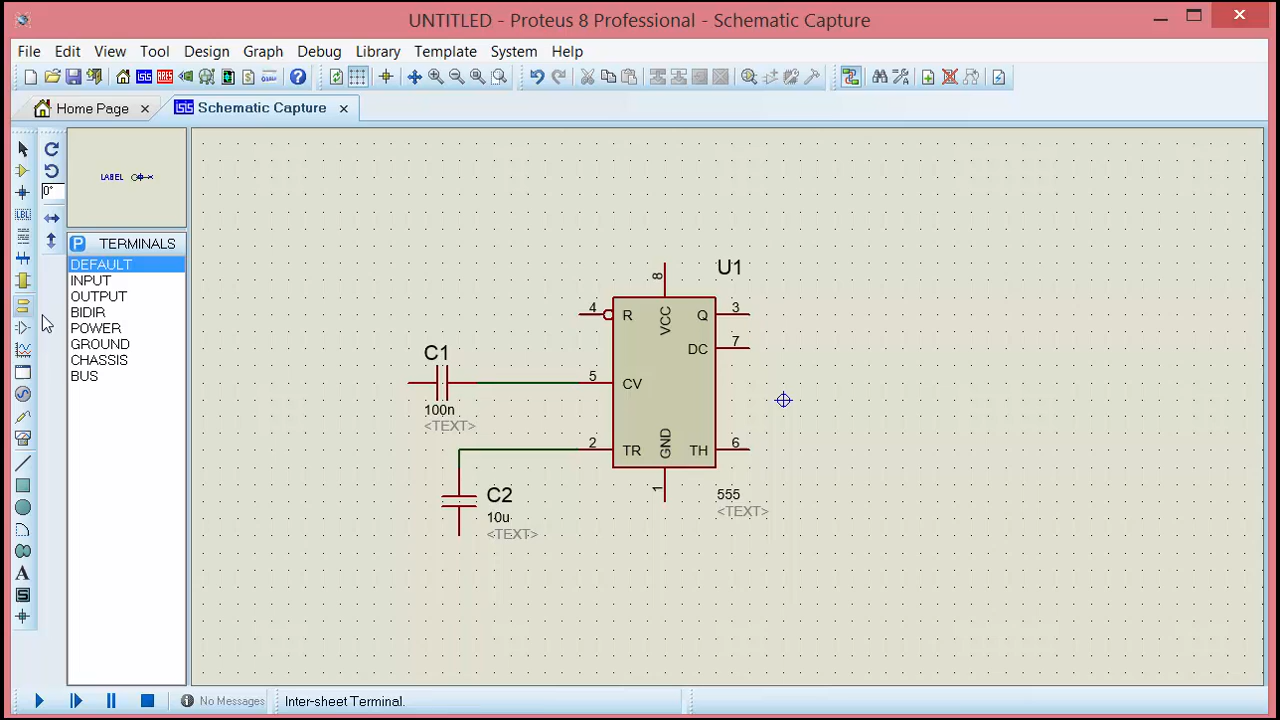 UNTITLED - Proteus 8 Professional - Schematic Capture
File Edit View Tool Design Graph Debug Library Template System Help
Home Page
Schematic Capture
0°
LABEL
LBL
P TERMINALS
DEFAULT
INPUT
OUTPUT
BIDIR
POWER
GROUND
CHASSIS
BUS
U1
8
4
R
VCC
Q
3
DC
7
C1
100n
<TEXT>
5
CV
2
TR
GND
TH
6
C2
10u
<TEXT>
1
555
<TEXT>
A
S
No Messages
Inter-sheet Terminal.